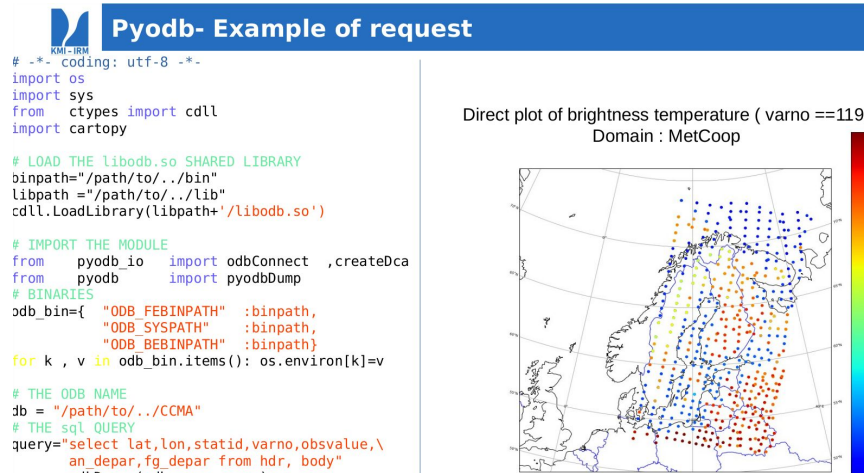 Pyodb- Example of request
KMI-IRM
# -*- coding: utf-8 -*-
import os
import sys
from ctypes import cdll
import cartopy
# LOAD THE libodb.so SHARED LIBRARY
binpath="/path/to/../bin"
libpath ="/path/to/../lib"
cdll.LoadLibrary(libpath+'/libodb.so')
# IMPORT THE MODULE
from pyodb_io import odbConnect ,createDca
from pyodb import pyodbDump
# BINARIES
odb_bin={ "ODB_FEBINPATH" :binpath,
"ODB_SYSPATH" :binpath,
"ODB_BEBINPATH" :binpath}
for k , v in odb_bin.items(): os.environ[k]=v
# THE ODB NAME
db = "/path/to/../CCMA"
# THE sql QUERY
query="select lat,lon,statid,varno,obsvalue,\
an_depar,fg_depar from hdr, body"
Direct plot of brightness temperature ( varno ==119
Domain : MetCoop